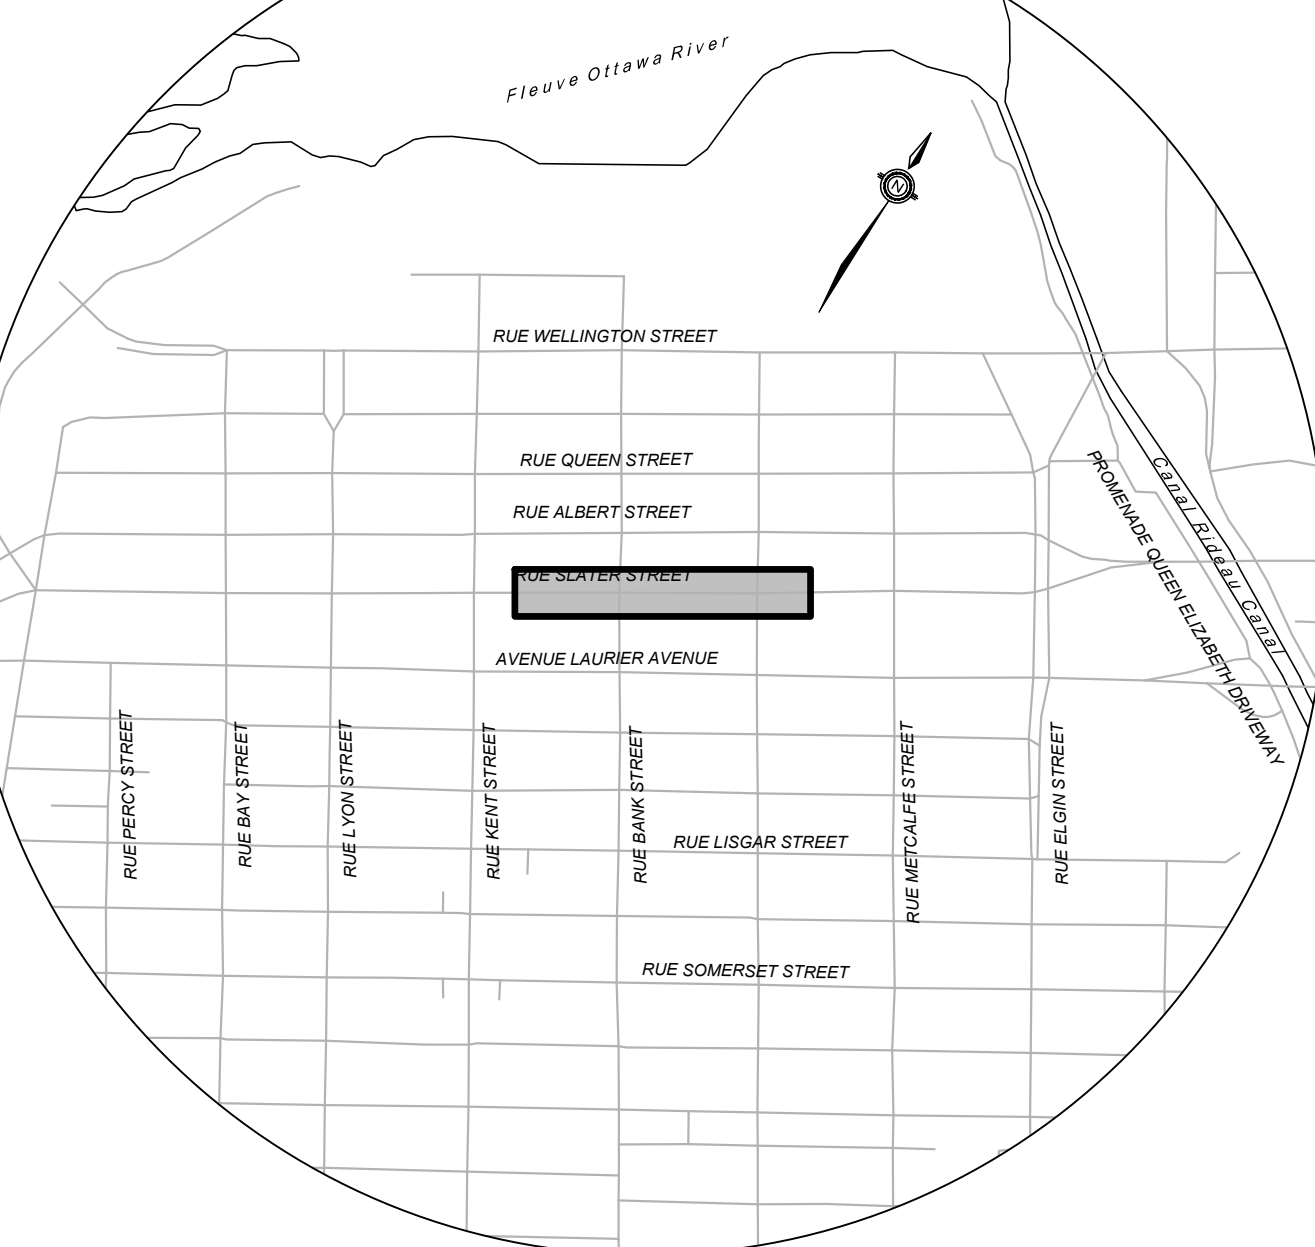 Fleuve Ottawa River
N
RUE WELLINGTON STREET
RUE QUEEN STREET
RUE ALBERT STREET
RUE SLATER STREET
AVENUE LAURIER AVENUE
PROMENADE QUEEN ELIZABETH DRIVEWAY
Canal Rideau Canal
RUE PERCY STREET
RUE BAY STREET
RUE LYON STREET
RUE KENT STREET
RUE BANK STREET
RUE METCALFE STREET
RUE ELGIN STREET
RUE LISGAR STREET
RUE SOMERSET STREET